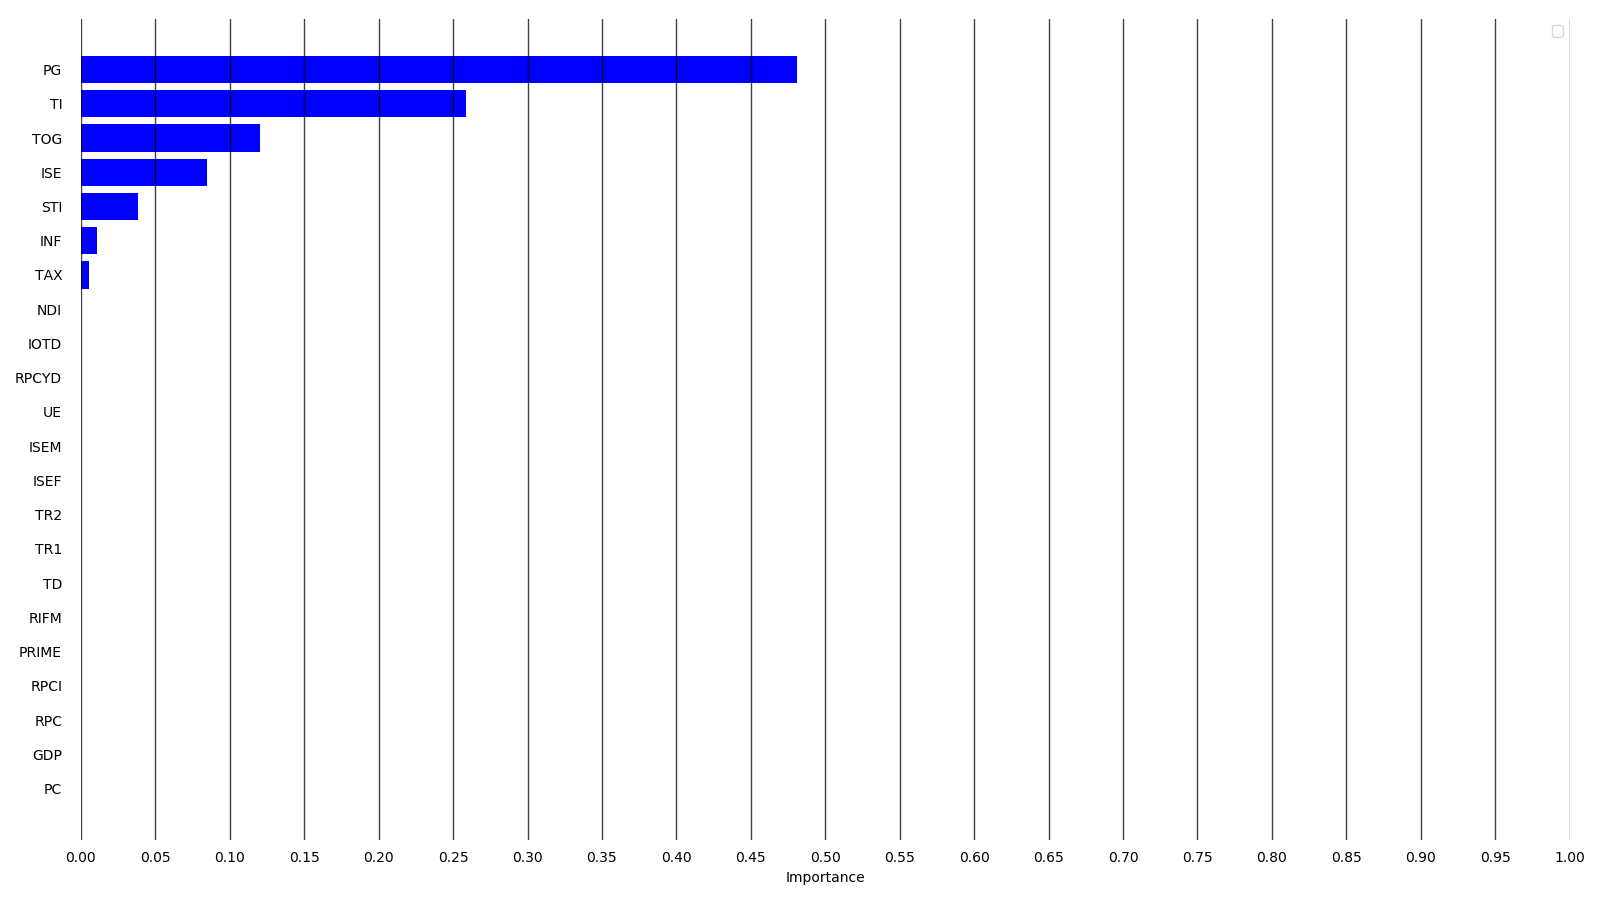 PG
TI
TOG
ISE
STI
INF
TAX
NDI
IOTD
RPCYD
UE
ISEM
ISEF
TR2
TR1
TD
RIFM
PRIME
RPCI
RPC
GDP
PC
0.00 0.05 0.10 0.15 0.20 0.25 0.30 0.35 0.40 0.45 0.50 0.55 0.60 0.65 0.70 0.75 0.80 0.85 0.90 0.95 1.00
Importance